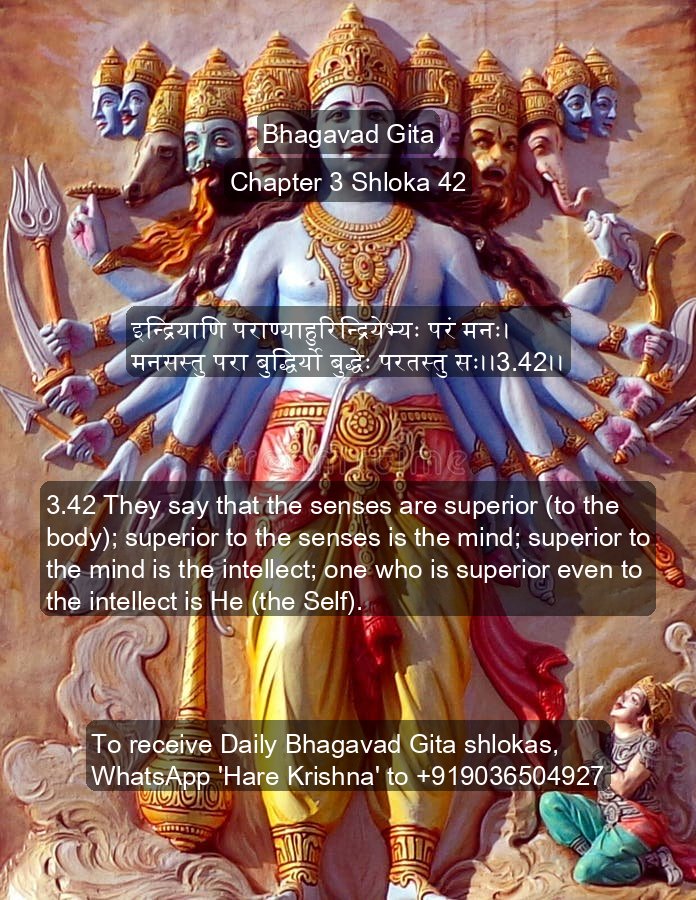 Bhagavad Gita
Chapter 3 Shloka 42
इन्द्रियाणि पराण्याहुरिन्द्रियेभ्यः परं मनः।
मनसस्तु परा बुद्धिर्यो बुद्धेः परतस्तु सः।।3.42।।
3.42 They say that the senses are superior (to the
body); superior to the senses is the mind; superior to
the mind is the intellect; one who is superior even to
the intellect is He (the Self).
To receive Daily Bhagavad Gita shlokas,
WhatsApp 'Hare Krishna' to +919036504927